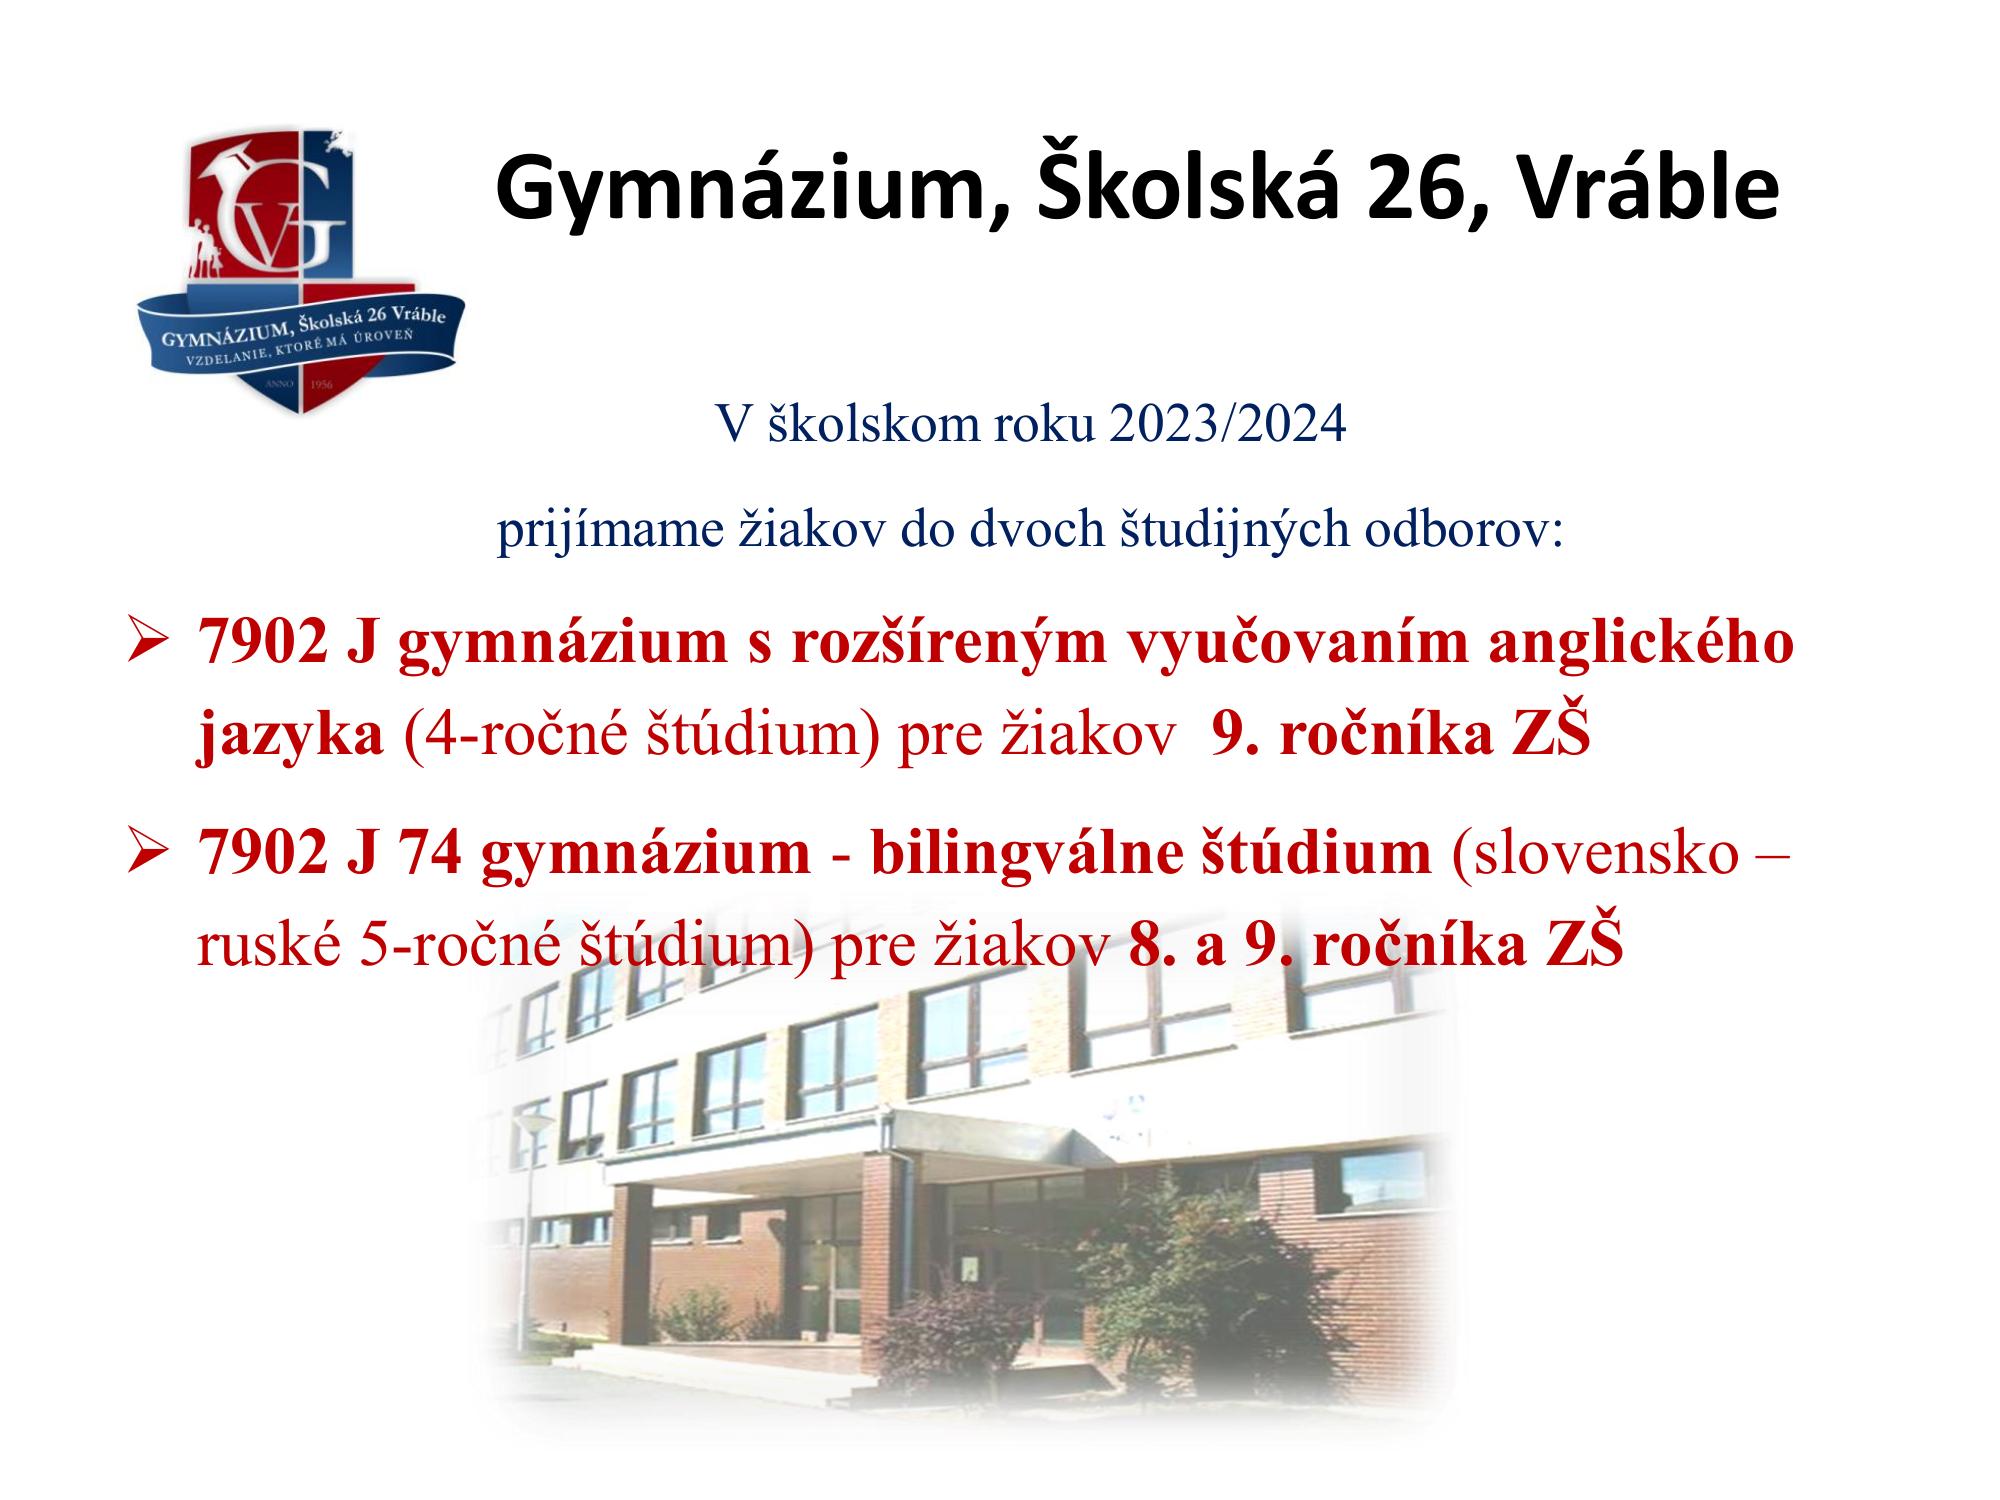 Gymnázium, Školská 26, Vráble
VG
GYMNÁZIUM, Školská 26 Vráble
VZDELANIE, KTORÉ MÁ ÚROVEŇ
ANNO 1956
V školskom roku 2023/2024
prijímame žiakov do dvoch študijných odborov:
➢ 7902 J gymnázium s rozšíreným vyučovaním anglického
jazyka (4-ročné štúdium) pre žiakov 9. ročníka ZŠ
➢ 7902 J 74 gymnázium - bilingválne štúdium (slovensko –
ruské 5-ročné štúdium) pre žiakov 8. a 9. ročníka ZŠ